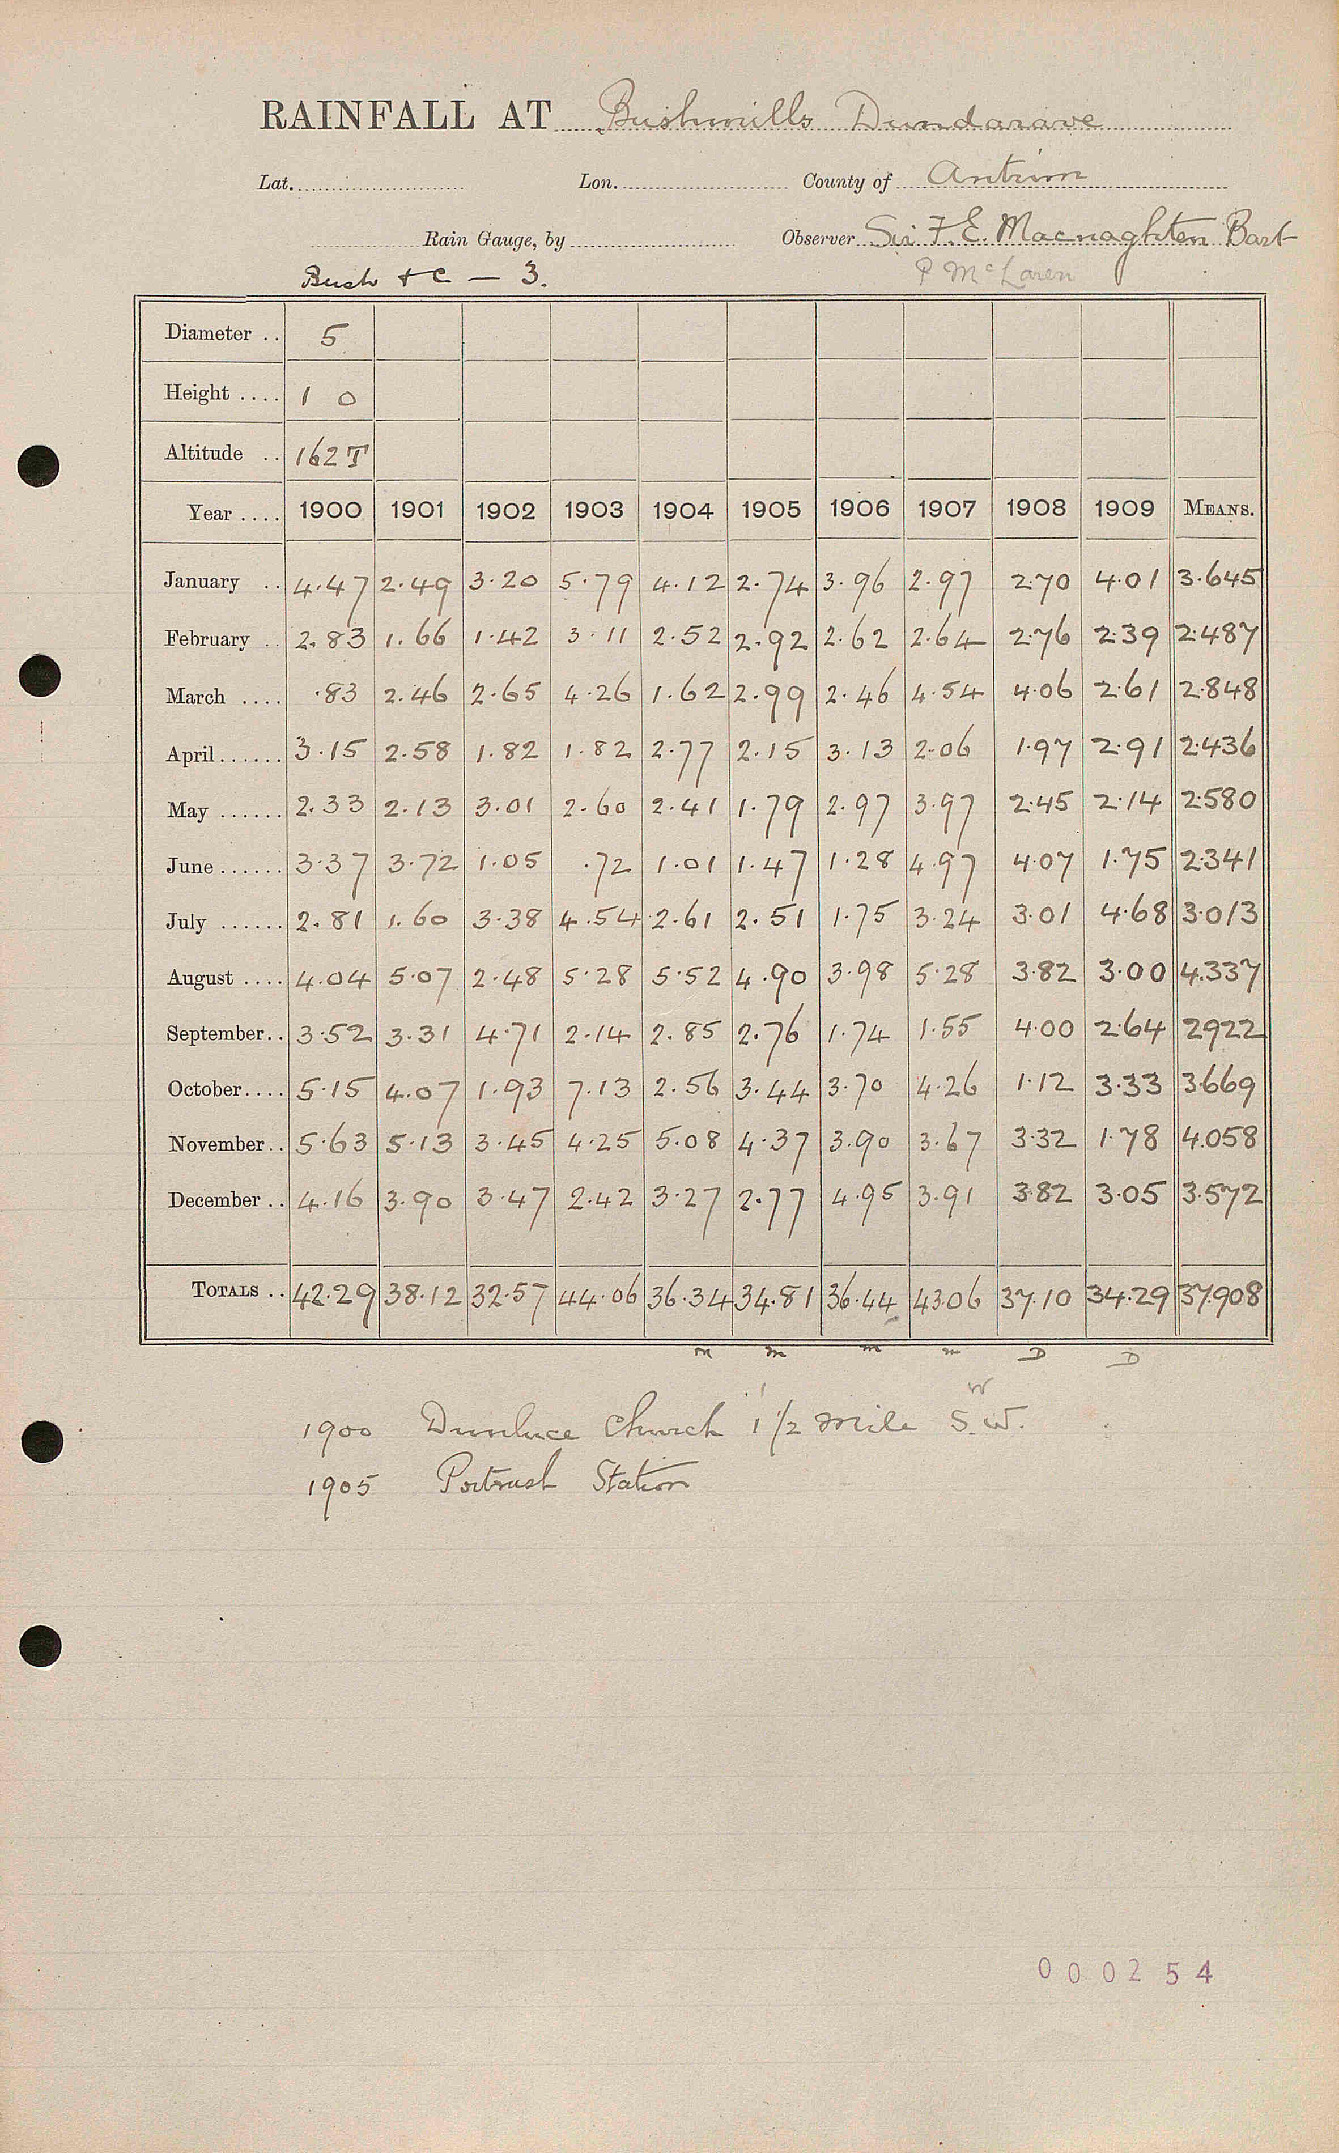 RAINFALL AT Bushmills Dundarave
Lat. Lon. County of Antrim
Rain Gauge, by Observer Sir F. E. Macnaghten Bart
Bush + C — 3. P McLaren
Diameter .. 5
Height .... 1 0
Altitude .. 162 T
Year .... 1900 1901 1902 1903 1904 1905 1906 1907 1908 1909 MEANS.
January .. 4.47 2.49 3.20 5.79 4.12 2.74 3.96 2.97 2.70 4.01 3.645
February .. 2.83 1.66 1.42 3.11 2.52 2.92 2.62 2.64 2.76 2.39 2.487
March .... .83 2.46 2.65 4.26 1.62 2.99 2.46 4.54 4.06 2.61 2.848
April...... 3.15 2.58 1.82 1.82 2.77 2.15 3.13 2.06 1.97 2.91 2.436
May ...... 2.33 2.13 3.01 2.60 2.41 1.79 2.97 3.97 2.45 2.14 2.580
June...... 3.37 3.72 1.05 .72 1.01 1.47 1.28 4.97 4.07 1.75 2.341
July ...... 2.81 1.60 3.38 4.54 2.61 2.51 1.75 3.24 3.01 4.68 3.013
August .... 4.04 5.07 2.48 5.28 5.52 4.90 3.98 5.28 3.82 3.00 4.337
September.. 3.52 3.31 4.71 2.14 2.85 2.76 1.74 1.55 4.00 2.64 2922
October.... 5.15 4.07 1.93 7.13 2.56 3.44 3.70 4.26 1.12 3.33 3.669
November.. 5.63 5.13 3.45 4.25 5.08 4.37 3.90 3.67 3.32 1.78 4.058
December .. 4.16 3.90 3.47 2.42 3.27 2.77 4.95 3.91 3.82 3.05 3.572
TOTALS .. 42.29 38.12 32.57 44.06 36.34 34.81 36.44 43.06 37.10 34.29 37.908
m m m m D D
W
1900 Dunluce Church 1 1/2 mile S.W.
1905 Portrush Station
000254